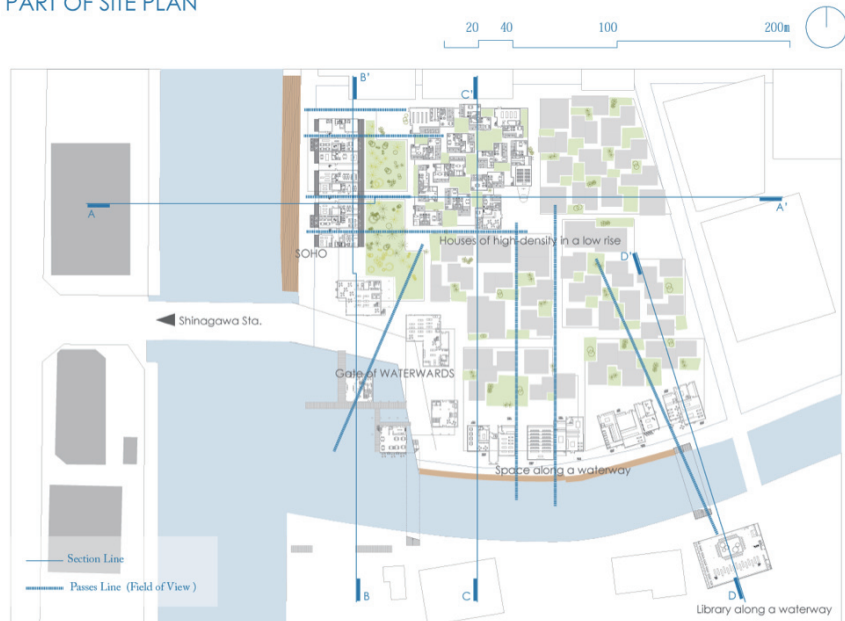 PART OF SITE PLAN
20 40 100 200m
B' C'
A A'
Houses of high-density in a low rise
SOHO D'
Shinagawa Sta.
Gate of WATERWARDS
Space along a waterway
Section Line
Passes Line (Field of View)
B C D
Library along a waterway